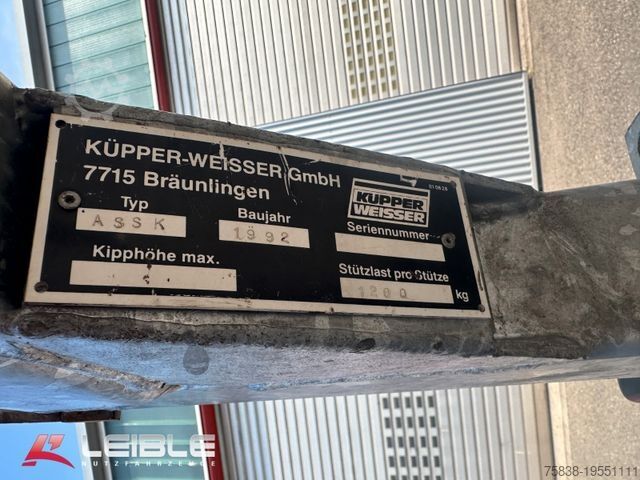 KÜPPER-WEISSER GmbH
7715 Bräunlingen
KÜPPER
WEISSER
Typ
ASSK
Baujahr
1992
Seriennummer
Kipphöhe max.
Stützlast pro Stütze
1200 kg
LEIBLE
NUTZFAHRZEUGE
75838-19551111